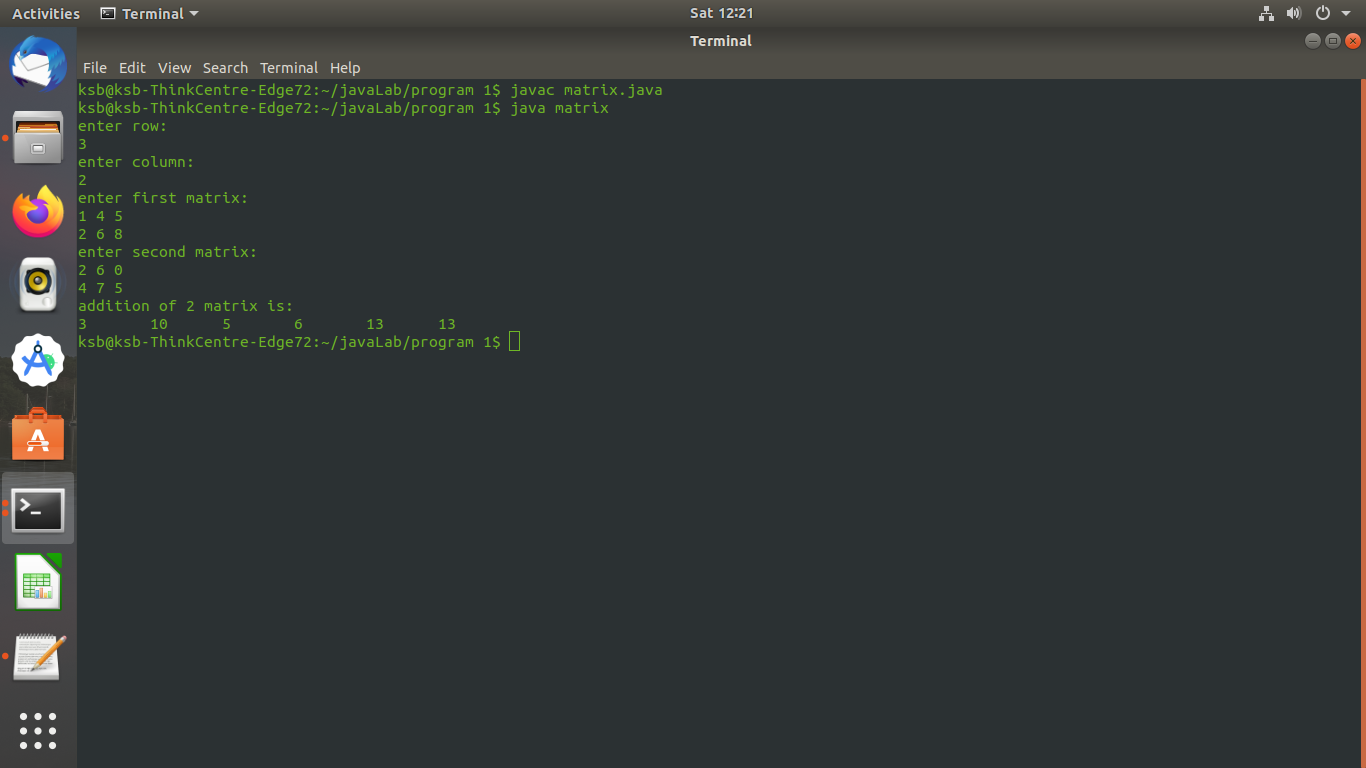 Activities Terminal Sat 12:21
Terminal
File Edit View Search Terminal Help
ksb@ksb-ThinkCentre-Edge72:~/javaLab/program 1$ javac matrix.java
ksb@ksb-ThinkCentre-Edge72:~/javaLab/program 1$ java matrix
enter row:
3
enter column:
2
enter first matrix:
1 4 5
2 6 8
enter second matrix:
2 6 0
4 7 5
addition of 2 matrix is:
3 10 5 6 13 13
ksb@ksb-ThinkCentre-Edge72:~/javaLab/program 1$